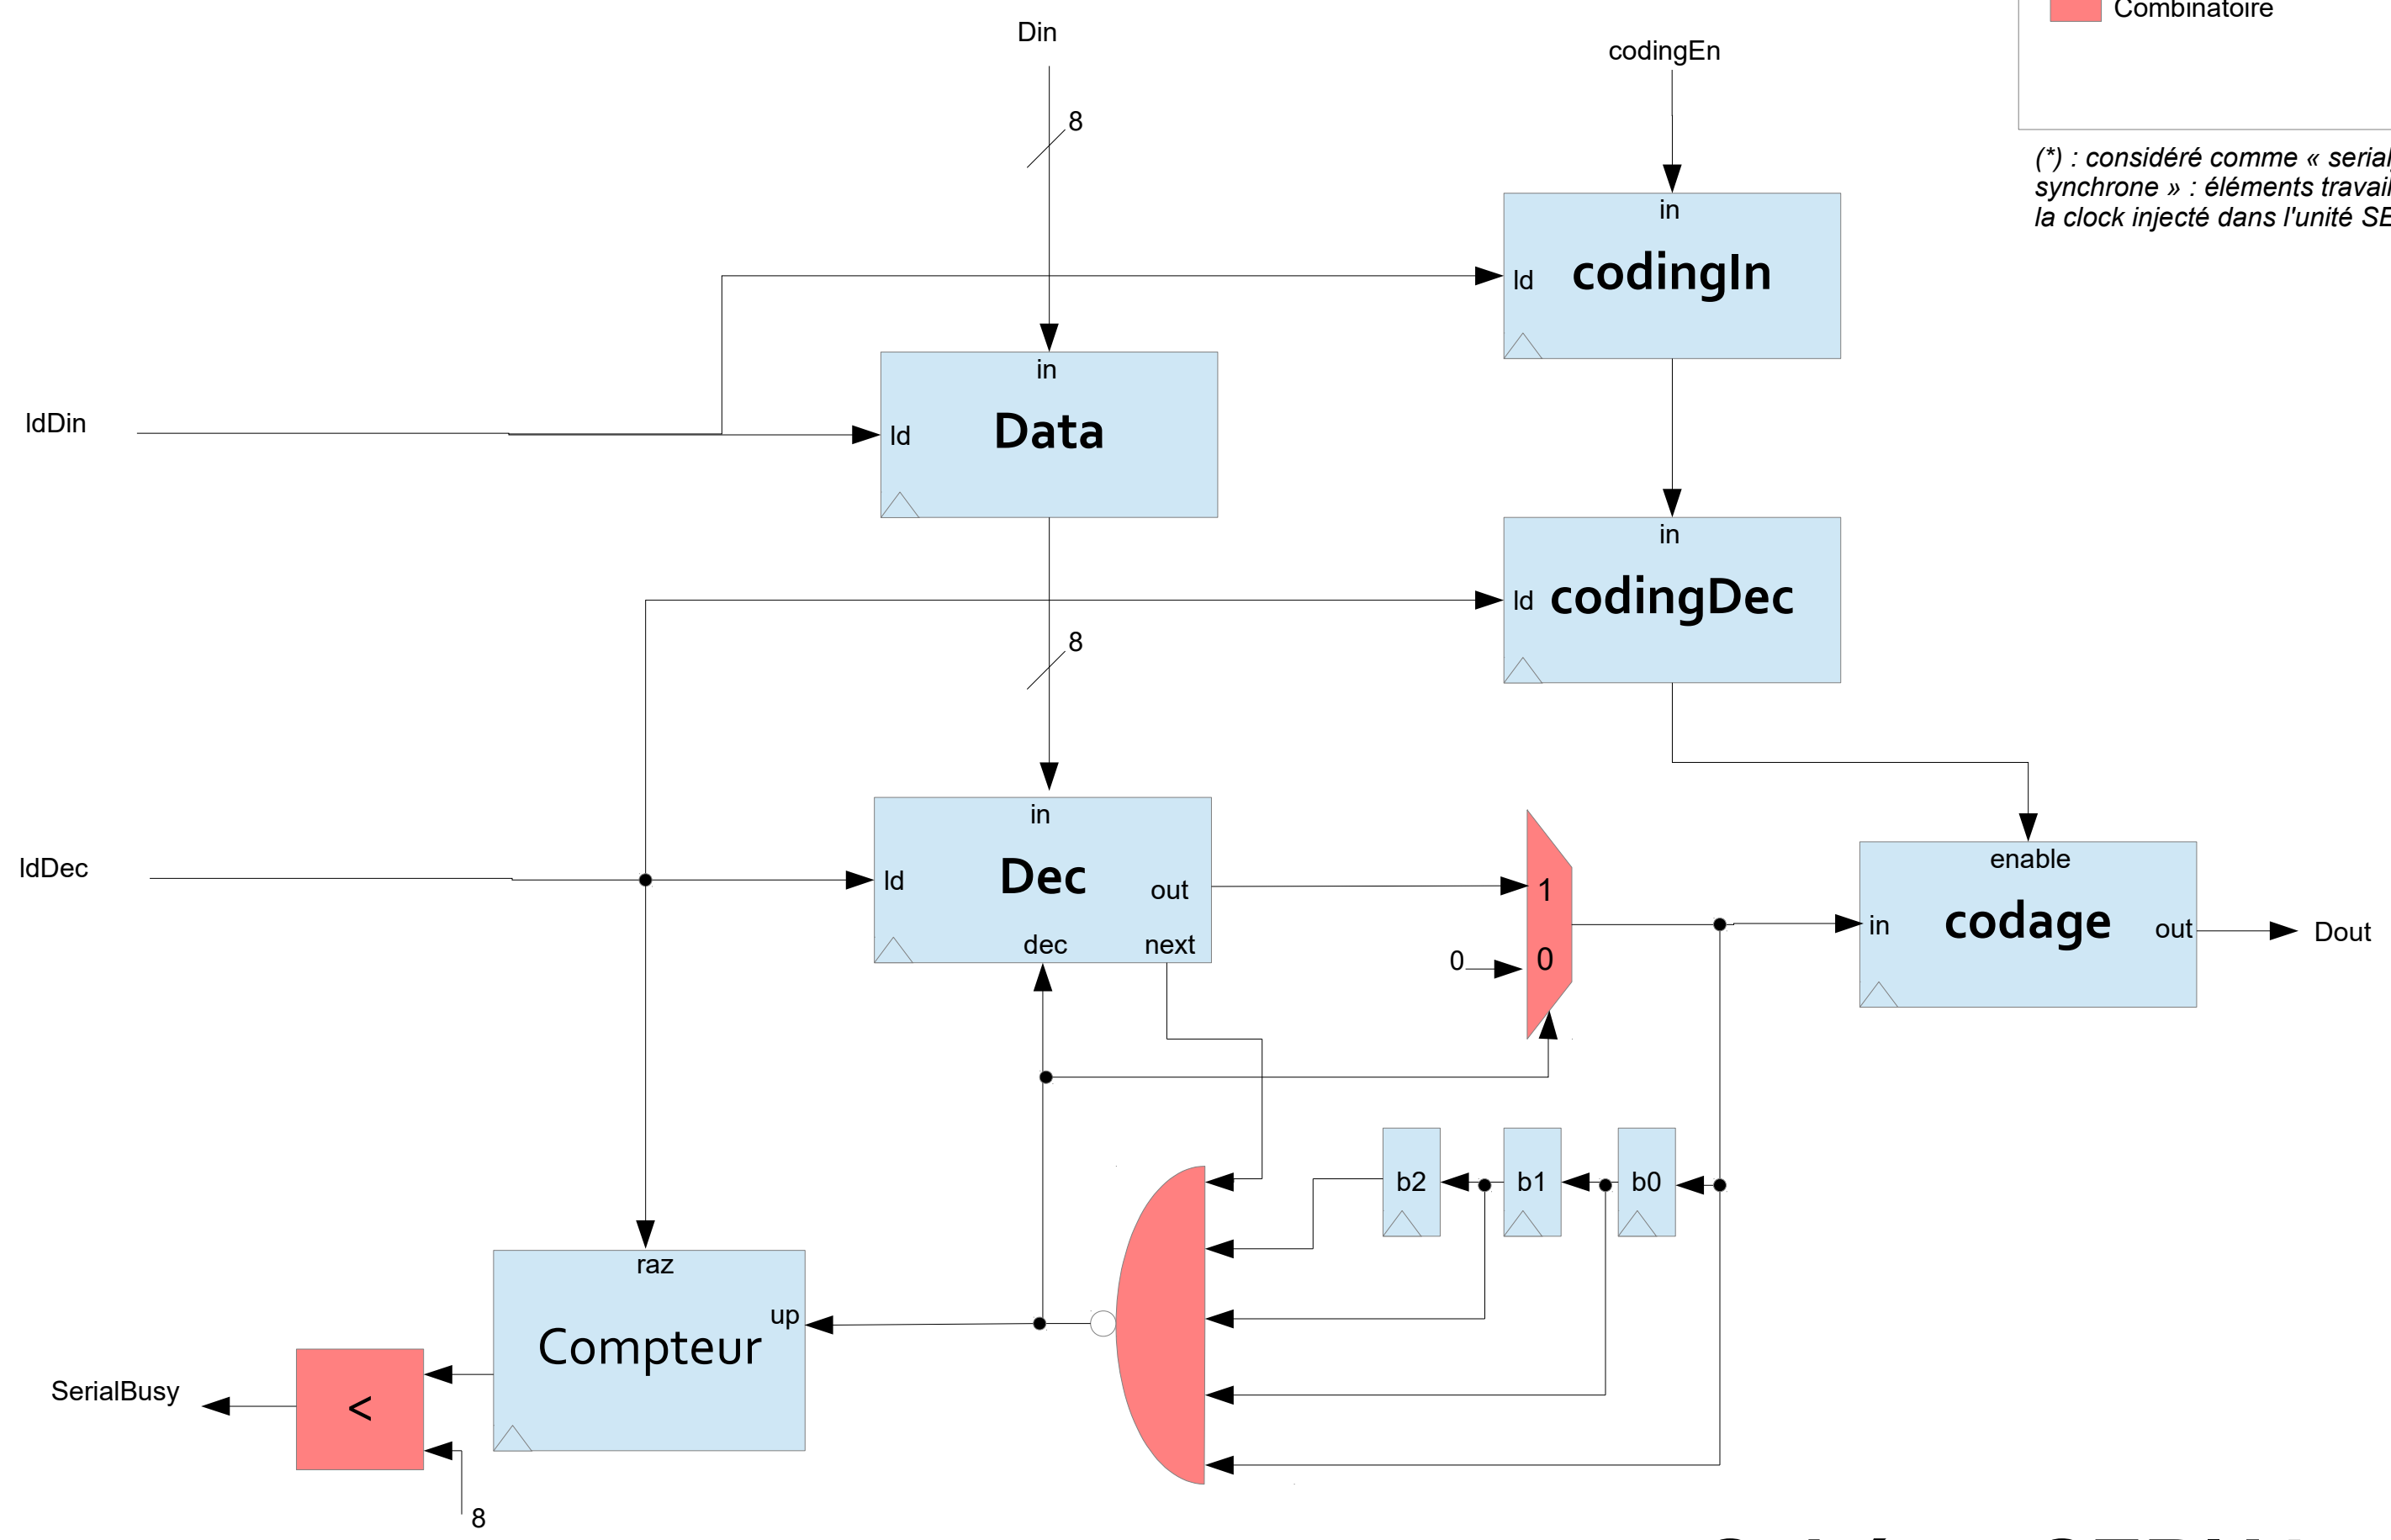 Combinatoire
Din
codingEn
8
(*) : considéré comme « serial
synchrone » : éléments travail
la clock injecté dans l'unité SE
in
ld codingIn
in
ldDin
ld Data
in
ld codingDec
8
in
ldDec
ld Dec out
dec next
1
0 0
enable
in codage out
Dout
b2 b1 b0
raz
up
Compteur
SerialBusy
<
8